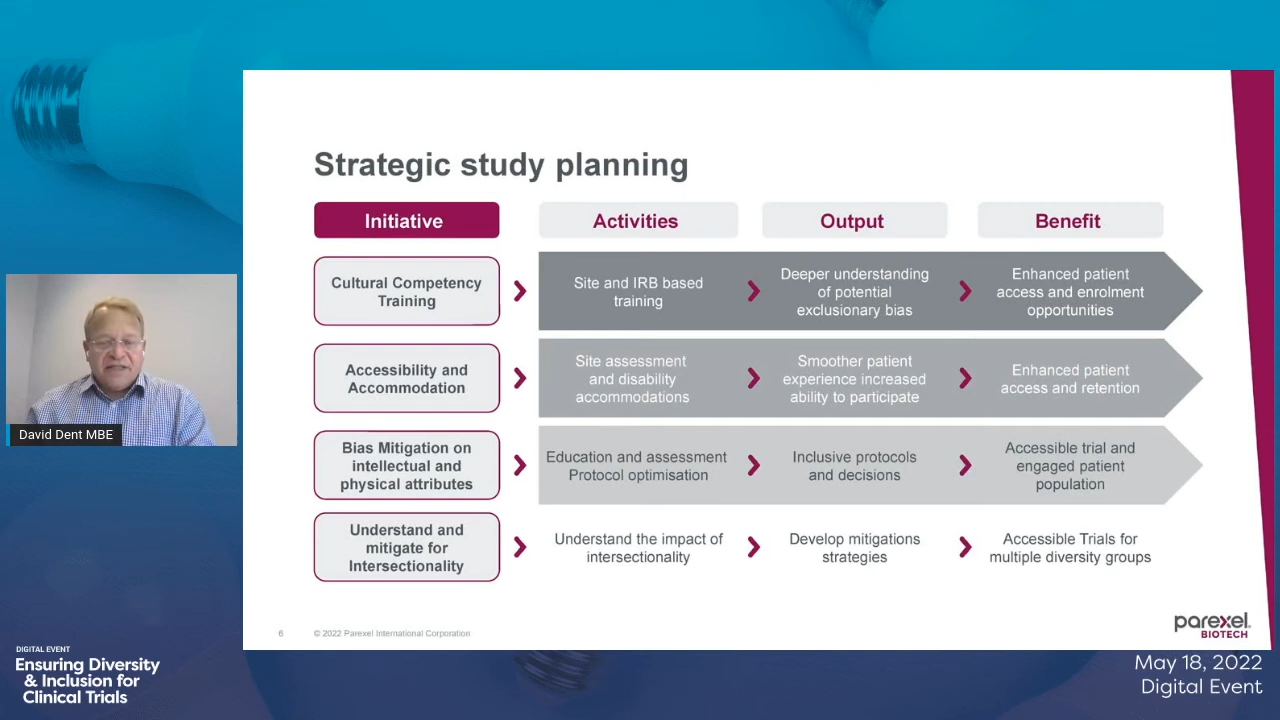 Strategic study planning
Initiative
Activities
Output
Benefit
Cultural Competency
Training
Site and IRB based
training
Deeper understanding
of potential
exclusionary bias
Enhanced patient
access and enrolment
opportunities
Accessibility and
Accommodation
Site assessment
and disability
accommodations
Smoother patient
experience increased
ability to participate
Enhanced patient
access and retention
Bias Mitigation on
intellectual and
physical attributes
Education and assessment
Protocol optimisation
Inclusive protocols
and decisions
Accessible trial and
engaged patient
population
Understand and
mitigate for
Intersectionality
Understand the impact of
intersectionality
Develop mitigations
strategies
Accessible Trials for
multiple diversity groups
6
© 2022 Parexel International Corporation
parexel.
BIOTECH
David Dent MBE
DIGITAL EVENT
Ensuring Diversity
& Inclusion for
Clinical Trials
May 18, 2022
Digital Event